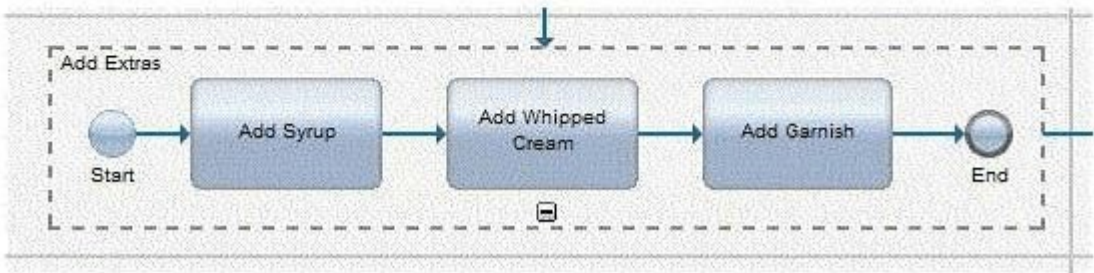 Add Extras
Add Syrup
Add Whipped
Cream
Add Garnish
Start
End